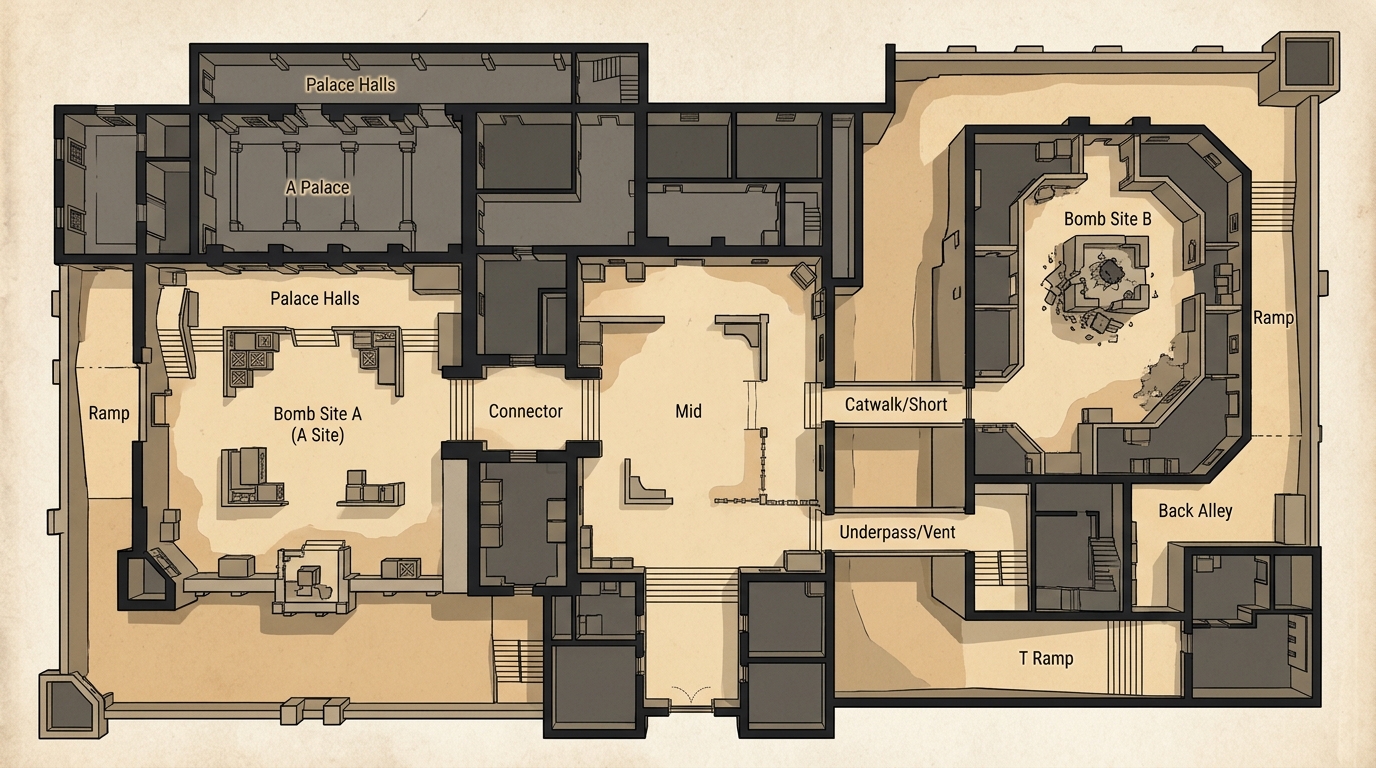 Palace Halls
A Palace
Bomb Site B
Palace Halls
Ramp
Ramp
Bomb Site A
(A Site)
Connector
Mid
Catwalk/Short
Back Alley
Underpass/Vent
T Ramp